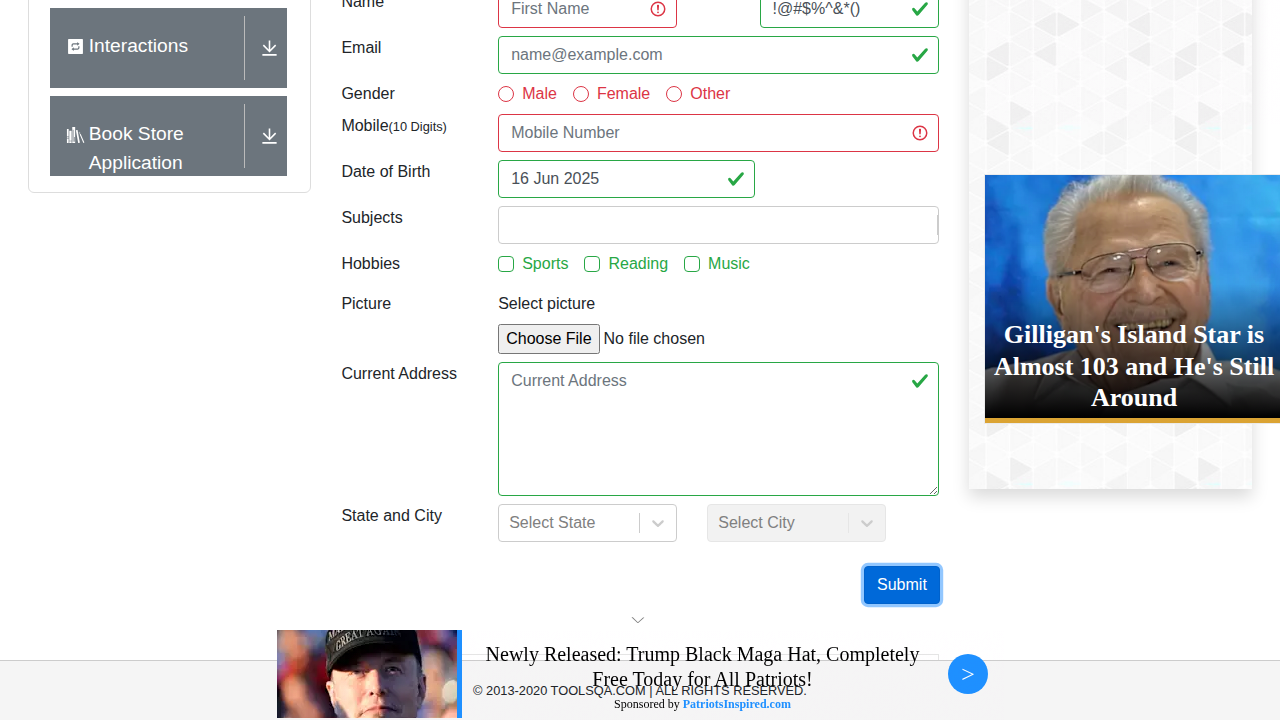 Name
First Name
!@#$%^&*()
Interactions
Email
name@example.com
Gender
Male
Female
Other
Book Store
Application
Mobile(10 Digits)
Mobile Number
Date of Birth
16 Jun 2025
Subjects
Hobbies
Sports
Reading
Music
Picture
Select picture
Choose File No file chosen
Current Address
Current Address
State and City
Select State
Select City
Submit
Gilligan's Island Star is
Almost 103 and He's Still
Around
GREAT AGAIN
Newly Released: Trump Black Maga Hat, Completely
Free Today for All Patriots!
© 2013-2020 TOOLSQA.COM | ALL RIGHTS RESERVED.
Sponsored by PatriotsInspired.com
>